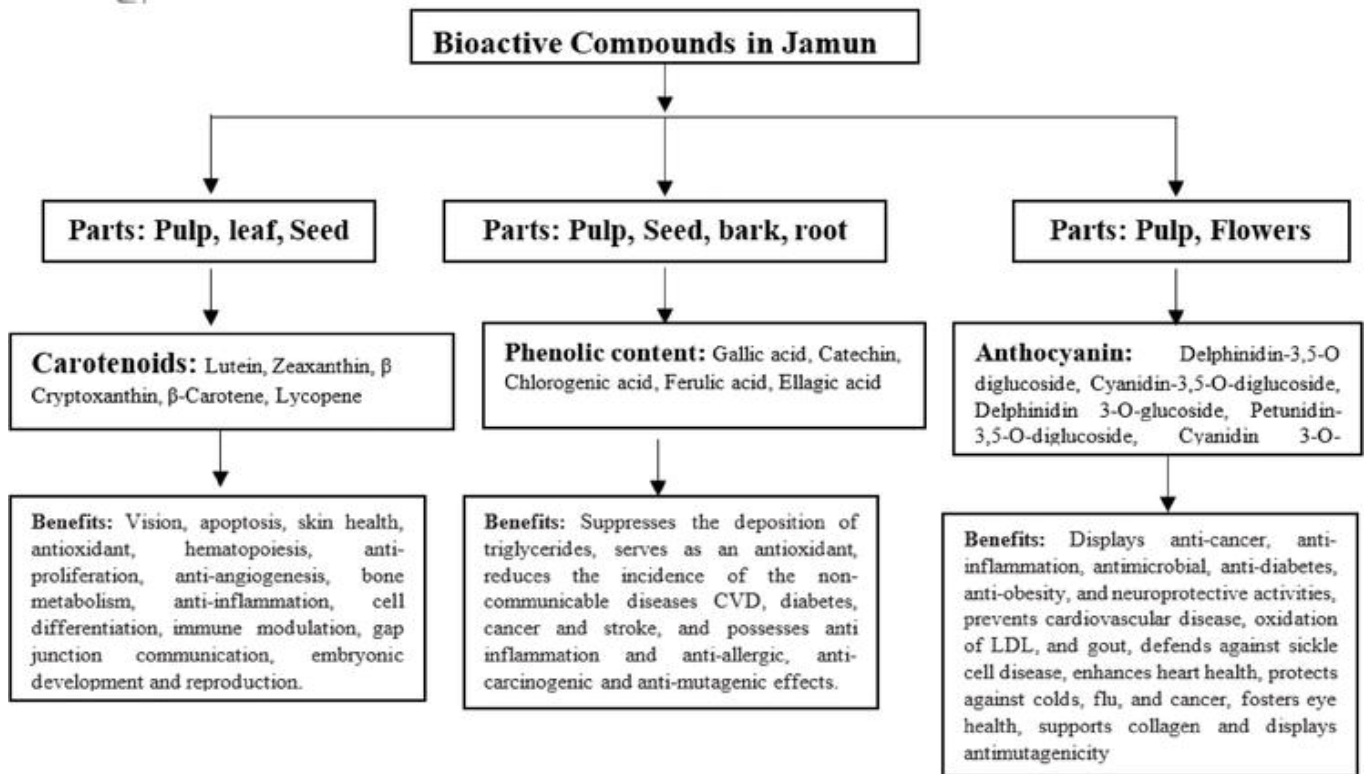 Bioactive Compounds in Jamun
Parts: Pulp, leaf, Seed
Parts: Pulp, Seed, bark, root
Parts: Pulp, Flowers
Carotenoids: Lutein, Zeaxanthin, β
Cryptoxanthin, β-Carotene, Lycopene
Phenolic content: Gallic acid, Catechin,
Chlorogenic acid, Ferulic acid, Ellagic acid
Anthocyanin: Delphinidin-3,5-O
diglucoside, Cyanidin-3,5-O-diglucoside,
Delphinidin 3-O-glucoside, Petunidin-
3,5-O-diglucoside, Cyanidin 3-O-
Benefits: Vision, apoptosis, skin health,
antioxidant, hematopoiesis, anti-
proliferation, anti-angiogenesis, bone
metabolism, anti-inflammation, cell
differentiation, immune modulation, gap
junction communication, embryonic
development and reproduction.
Benefits: Suppresses the deposition of
triglycerides, serves as an antioxidant,
reduces the incidence of the non-
communicable diseases CVD, diabetes,
cancer and stroke, and possesses anti
inflammation and anti-allergic, anti-
carcinogenic and anti-mutagenic effects.
Benefits: Displays anti-cancer, anti-
inflammation, antimicrobial, anti-diabetes,
anti-obesity, and neuroprotective activities,
prevents cardiovascular disease, oxidation
of LDL, and gout, defends against sickle
cell disease, enhances heart health, protects
against colds, flu, and cancer, fosters eye
health, supports collagen and displays
antimutagenicity